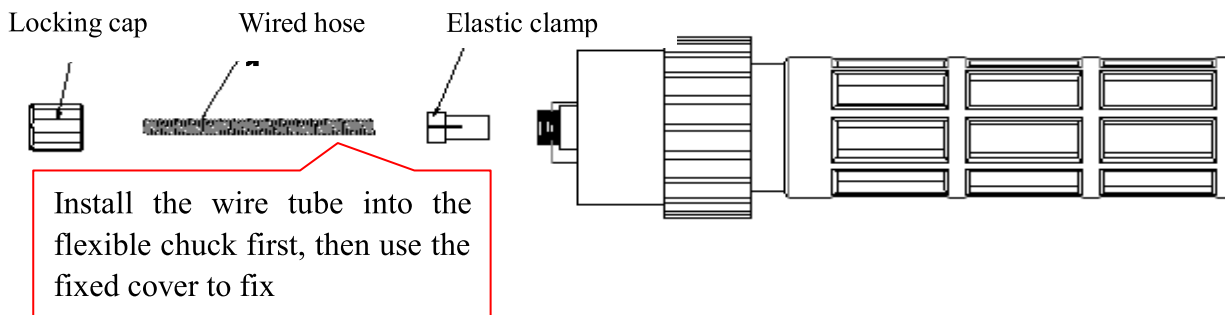 Locking cap Wired hose Elastic clamp
Install the wire tube into the
flexible chuck first, then use the
fixed cover to fix